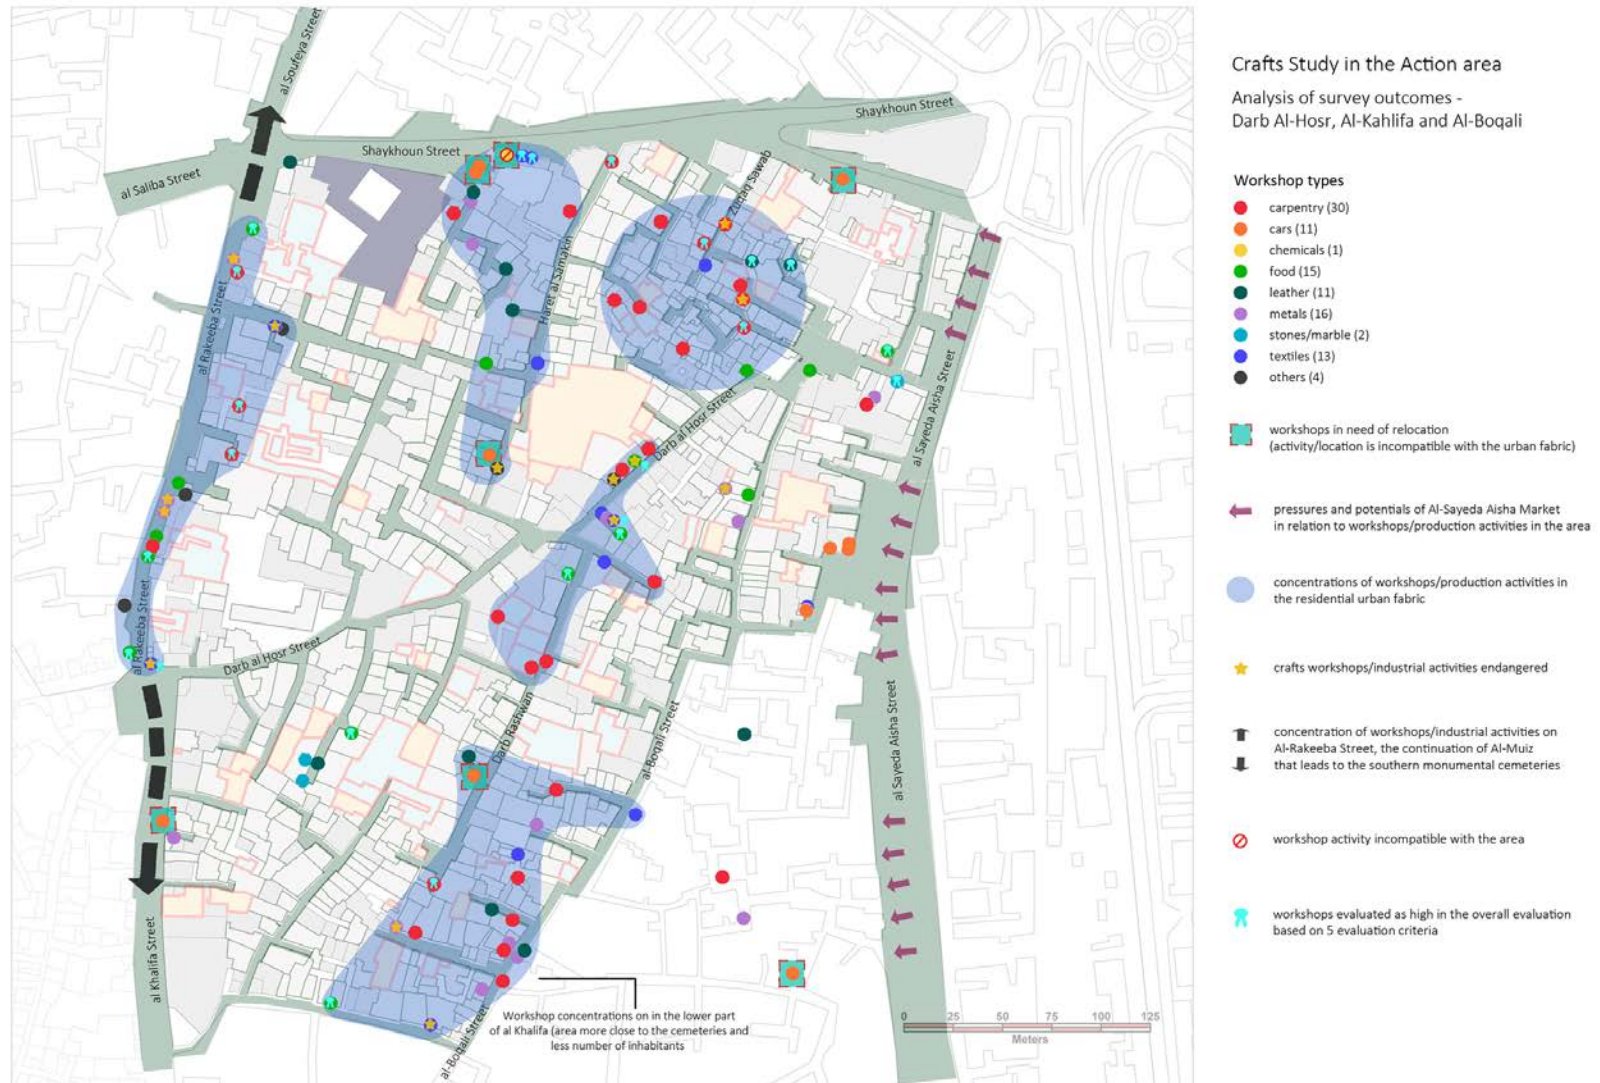 Crafts Study in the Action area
Analysis of survey outcomes -
Darb Al-Hosr, Al-Kahlifa and Al-Boqali
Workshop types
carpentry (30)
cars (11)
chemicals (1)
food (15)
leather (11)
metals (16)
stones/marble (2)
textiles (13)
others (4)
workshops in need of relocation
(activity/location is incompatible with the urban fabric)
pressures and potentials of Al-Sayeda Aisha Market
in relation to workshops/production activities in the area
concentrations of workshops/production activities in
the residential urban fabric
crafts workshops/industrial activities endangered
concentration of workshops/industrial activities on
Al-Rakeeba Street, the continuation of Al-Muiz
that leads to the southern monumental cemeteries
workshop activity incompatible with the area
workshops evaluated as high in the overall evaluation
based on 5 evaluation criteria
al Soufeya Street
Shaykhoun Street
Shaykhoun Street
al Saliba Street
Zuqaq Sawab
Haret al Samakin
al Rakeeba Street
al Sayeda Aisha Street
Darb al Hosr Street
al Rakeeba Street
Darb al Hosr Street
Darb Rashwan
al-Boqali Street
al Sayeda Aisha Street
al Khalifa Street
al-Boqali Street
Workshop concentrations on in the lower part
of al Khalifa (area more close to the cemeteries and
less number of inhabitants
0 25 50 75 100 125
Meters